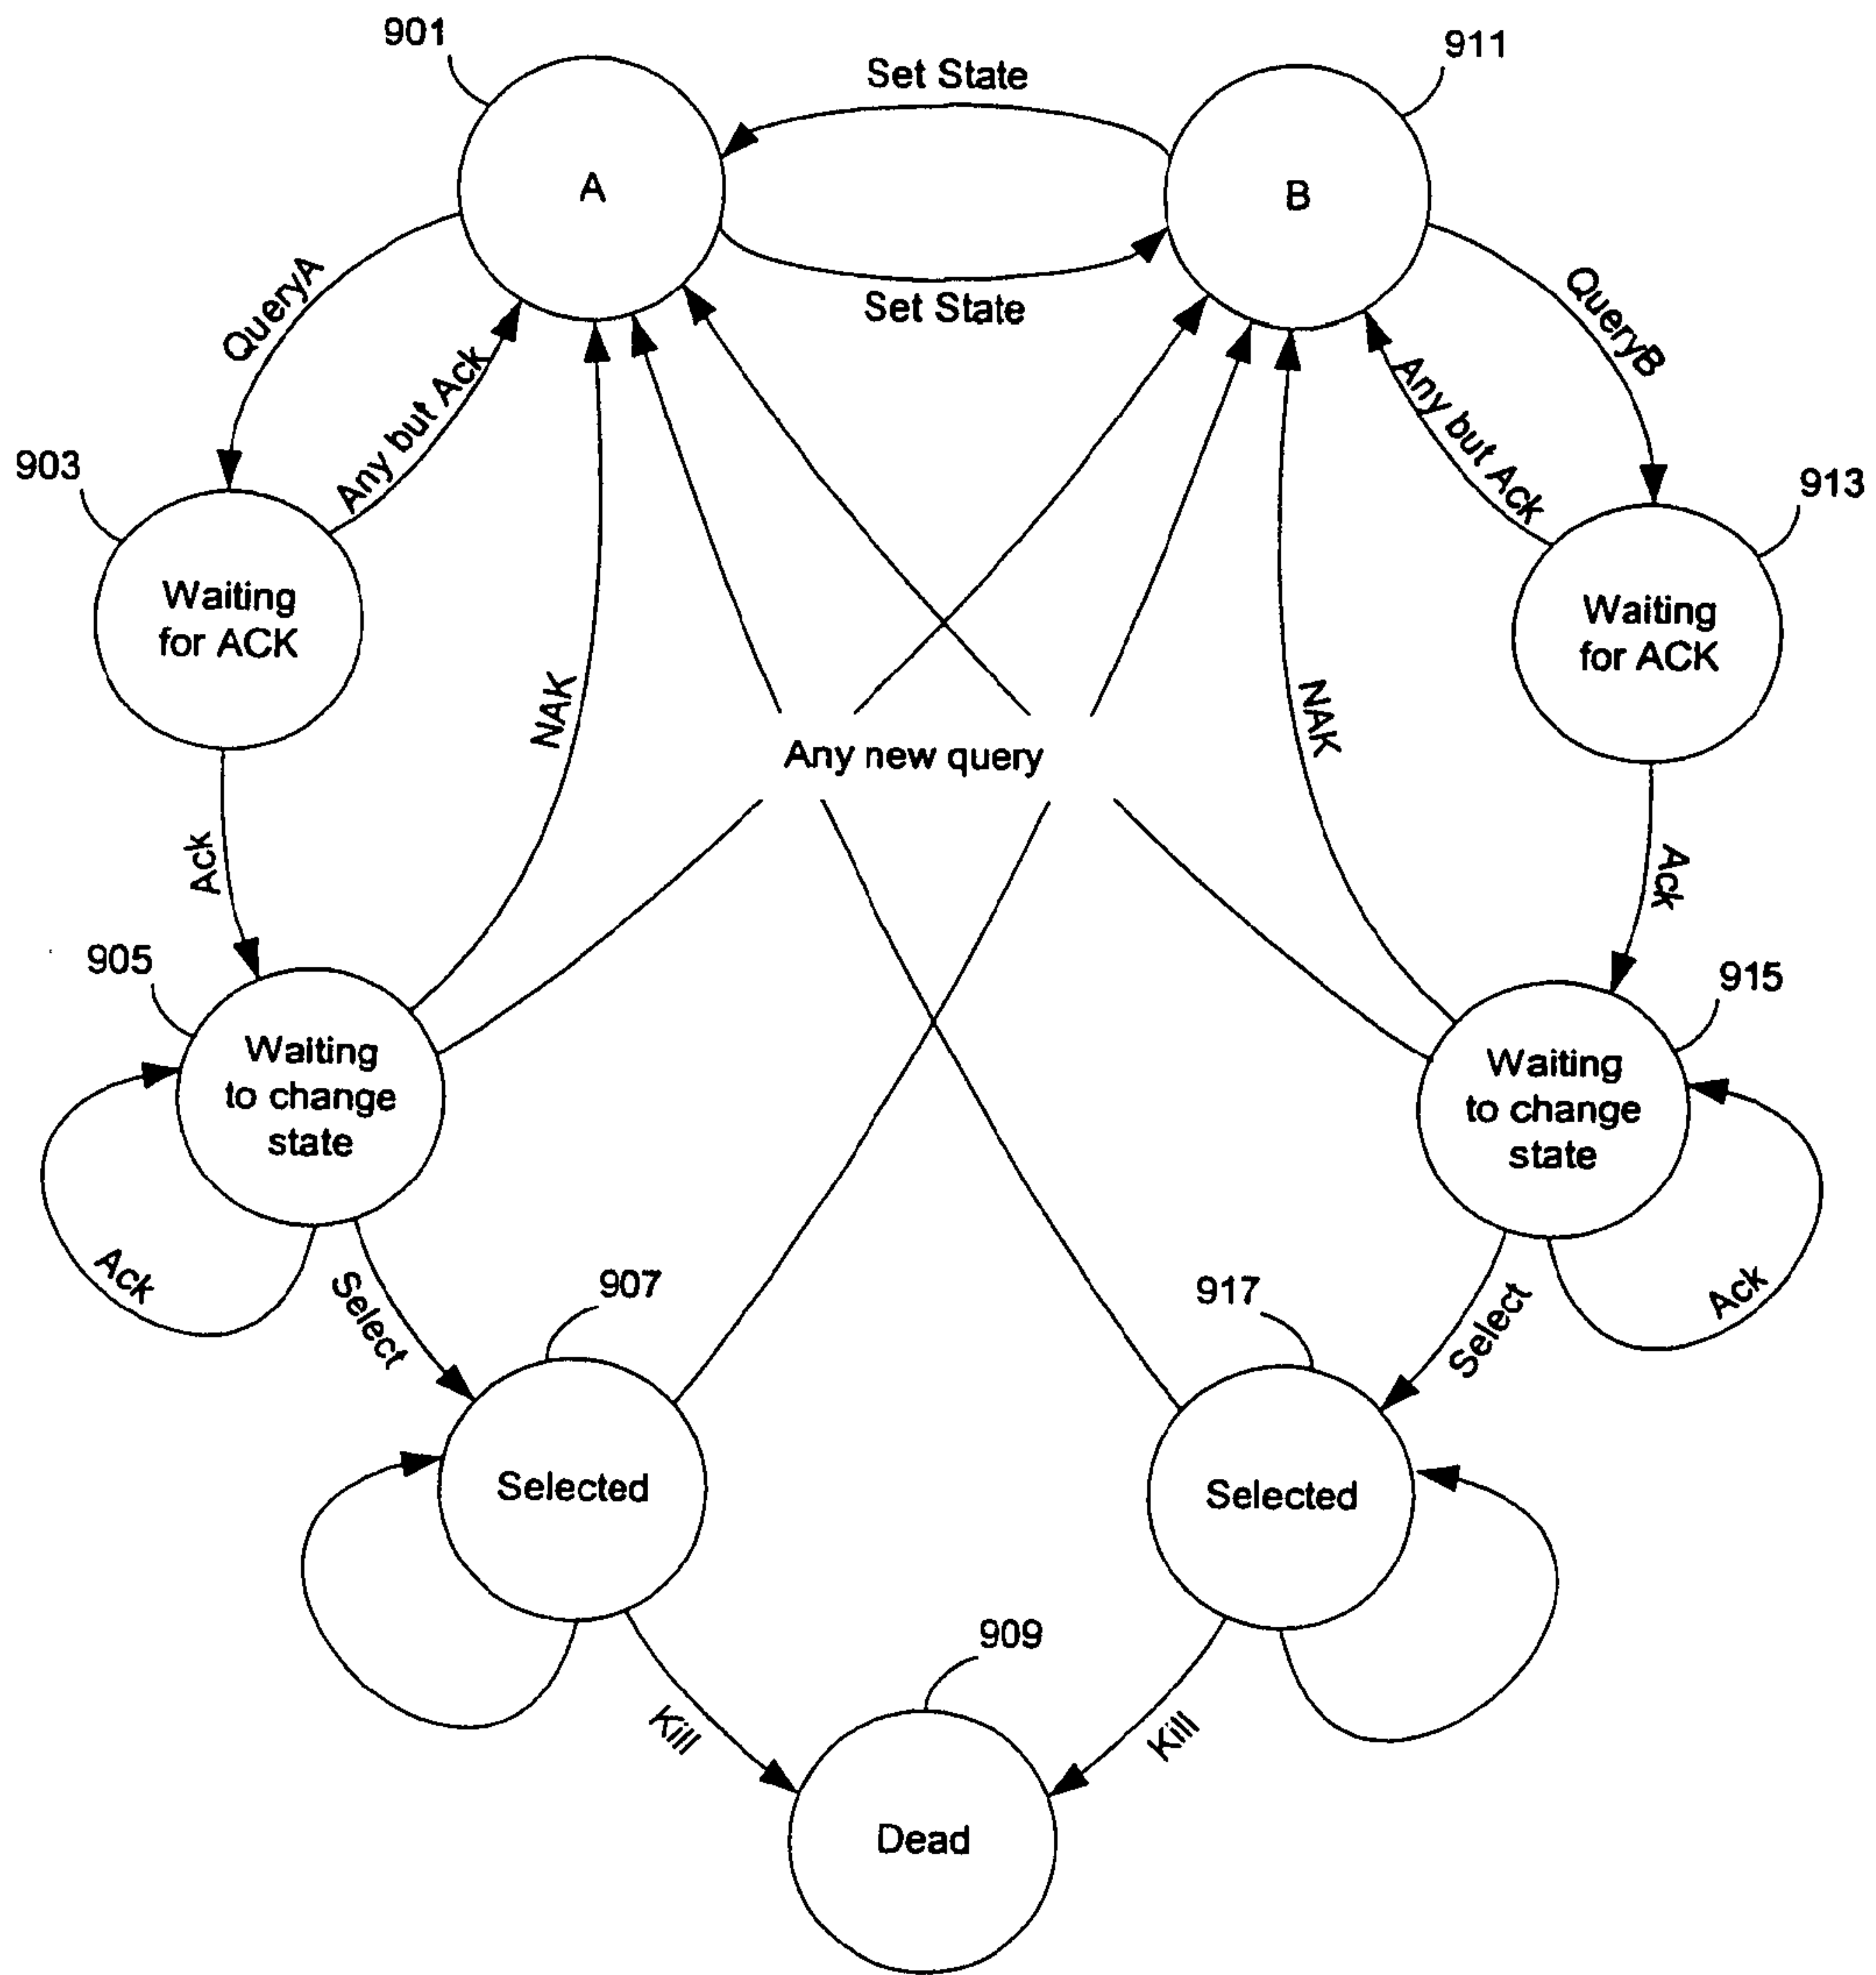 901
911
Set State
A
B
Set State
QueryA
QueryB
Any but Ack
Any but Ack
903
913
Waiting
for ACK
Waiting
for ACK
NAK
NAK
Any new query
Ack
Ack
905
915
Waiting
to change
state
Waiting
to change
state
Ack
Select
907
917
Select
Ack
Selected
Selected
909
Kill
Kill
Dead